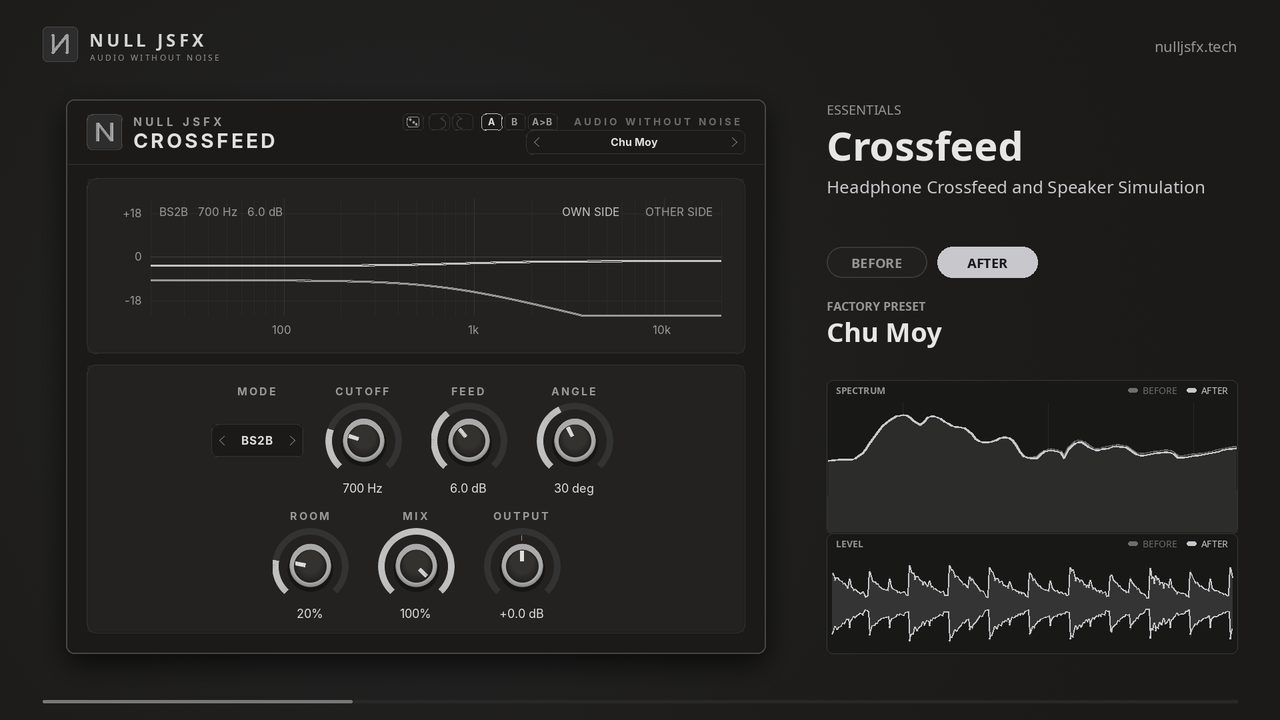 NULL JSFX
AUDIO WITHOUT NOISE
nulljsfx.tech
N
NULL JSFX
CROSSFEED
A B A>B
AUDIO WITHOUT NOISE
Chu Moy
+18 BS2B 700 Hz 6.0 dB OWN SIDE OTHER SIDE
0
-18
100 1k 10k
MODE CUTOFF FEED ANGLE
BS2B
700 Hz 6.0 dB 30 deg
ROOM MIX OUTPUT
20% 100% +0.0 dB
ESSENTIALS
Crossfeed
Headphone Crossfeed and Speaker Simulation
BEFORE AFTER
FACTORY PRESET
Chu Moy
SPECTRUM BEFORE AFTER
LEVEL BEFORE AFTER